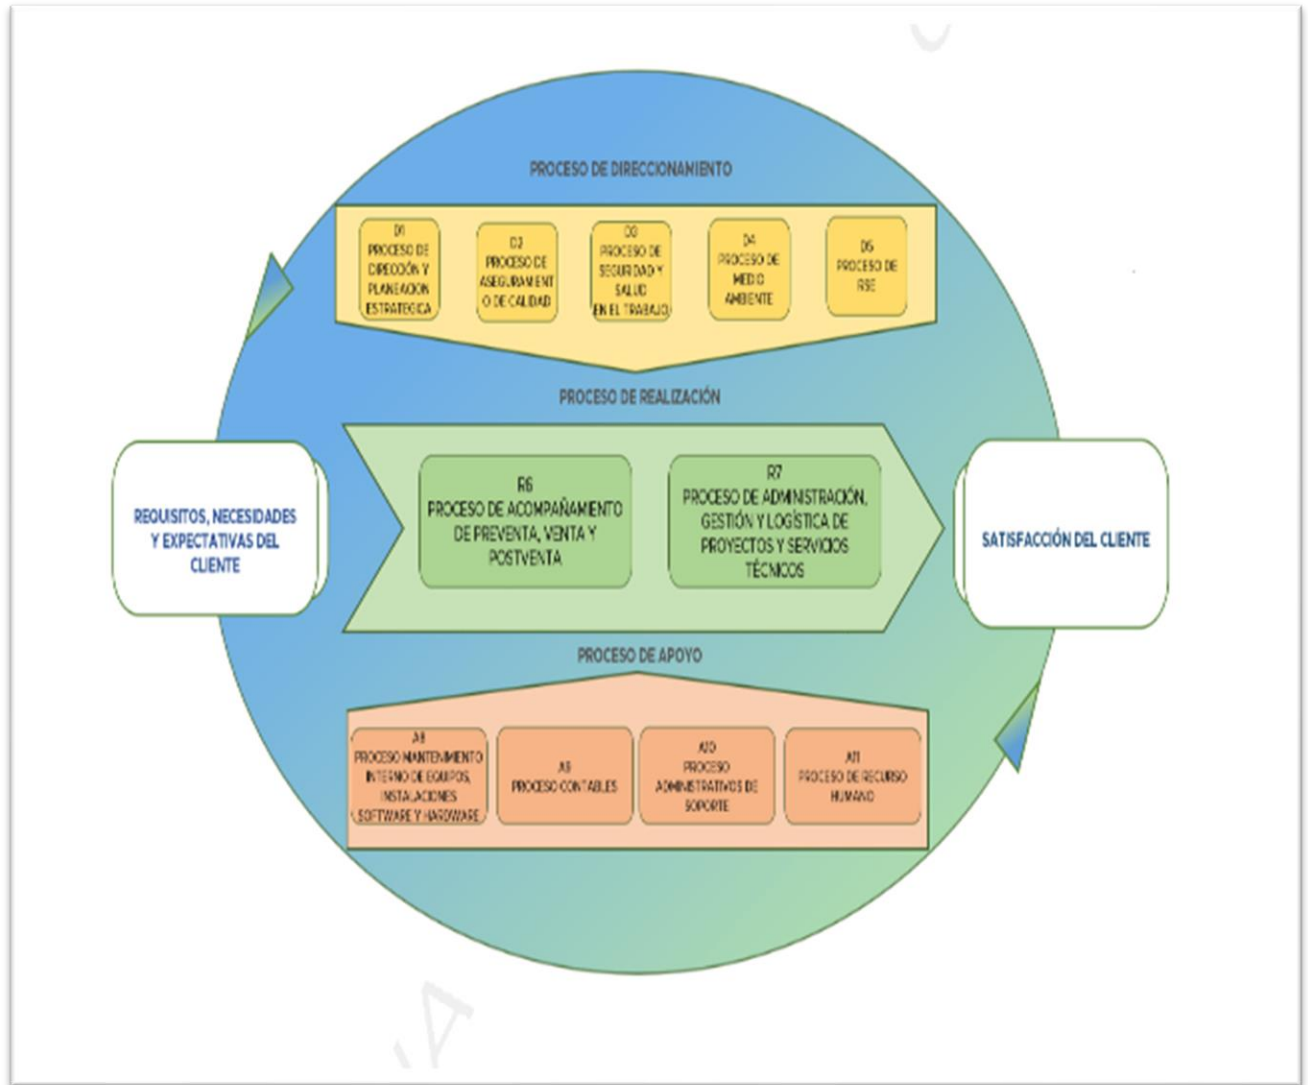 PROCESO DE DIRECCIONAMIENTO
D1
PROCESO DE
DIRECCIÓN Y
PLANEACION
ESTRATEGICA
D2
PROCESO DE
ASEGURAMIENT
O DE CALIDAD
D3
PROCESO DE
SEGURIDAD Y
SALUD
EN EL TRABAJO
D4
PROCESO DE
MEDIO
AMBIENTE
D5
PROCESO DE
RSE
PROCESO DE REALIZACIÓN
REQUISITOS, NECESIDADES
Y EXPECTATIVAS DEL
CLIENTE
R6
PROCESO DE ACOMPAÑAMIENTO
DE PREVENTA, VENTA Y
POSTVENTA
R7
PROCESO DE ADMINISTRACIÓN,
GESTIÓN Y LOGÍSTICA DE
PROYECTOS Y SERVICIOS
TÉCNICOS
SATISFACCIÓN DEL CLIENTE
PROCESO DE APOYO
A8
PROCESO MANTENIMIENTO
INTERNO DE EQUIPOS,
INSTALACIONES
SOFTWARE Y HARDWARE
A9
PROCESO CONTABLES
A10
PROCESO
ADMINISTRATIVOS DE
SOPORTE
A11
PROCESO DE RECURSO
HUMANO